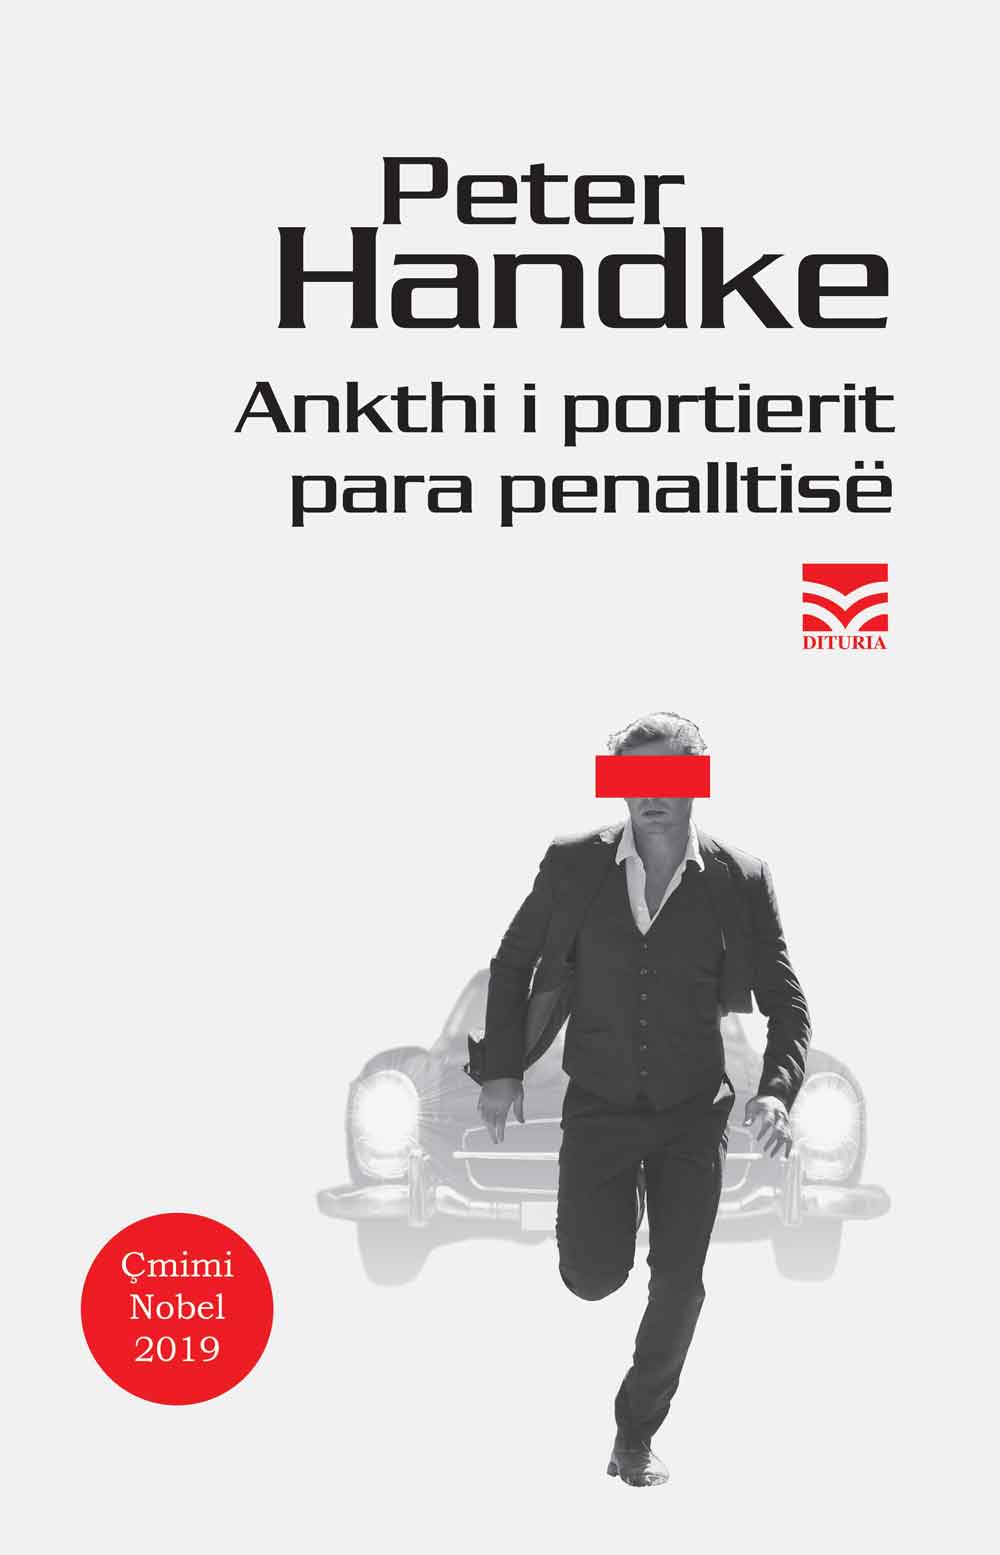 Peter
Handke
Ankthi i portierit
para penalltisë
DITURIA
Çmimi
Nobel
2019